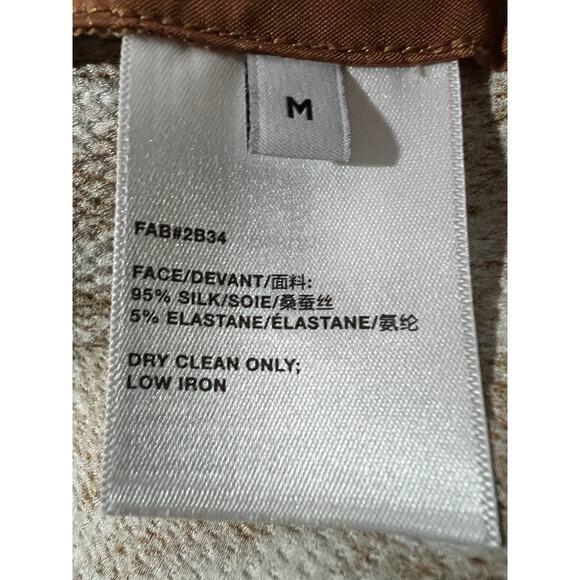 M
FAB#2B34
FACE/DEVANT/面料:
95% SILK/SOIE/桑蚕丝
5% ELASTANE/ÉLASTANE/氨纶
DRY CLEAN ONLY;
LOW IRON